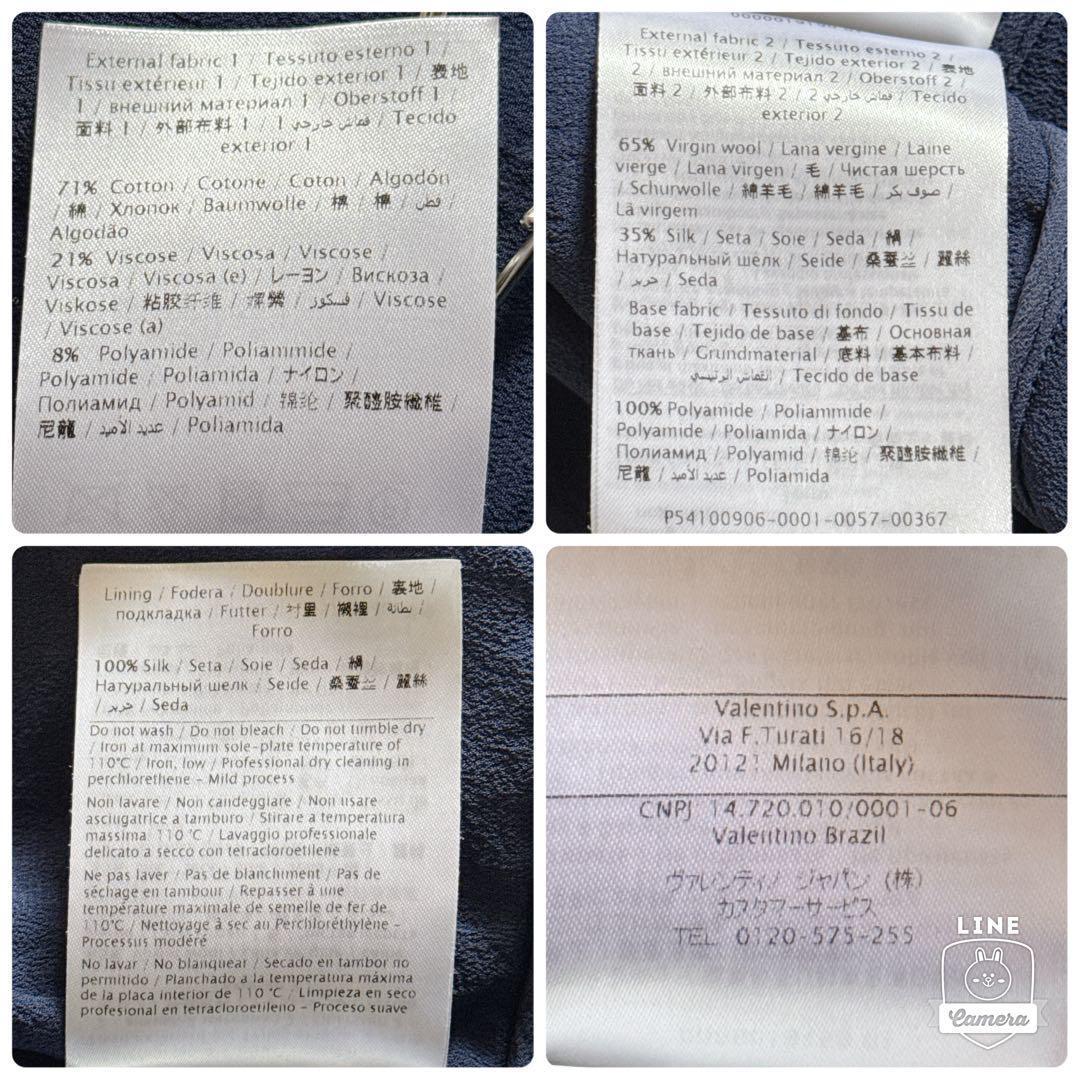 External fabric 1 / Tessuto esterno 1 /
Tissu extérieur 1 / Tejido exterior 1 / 表地
1 / внешний материал 1 / Oberstoff 1 /
面料 1 / 外部布料 1 / 1 قماش خارجي / Tecido
exterior 1
71% Cotton / Cotone / Coton / Algodón
/ 綿 / Хлопок / Baumwolle / 棉 / 棉 / قطن /
Algodão
21% Viscose / Viscosa / Viscose /
Viscosa / Viscosa (e) / レーヨン / Вискоза /
Viskose / 粘胶纤维 / فسكوز / Viscose
/ Viscose (a)
8% Polyamide / Poliammide /
Polyamide / Poliamida / ナイロン /
Полиамид / Polyamid / 锦纶 / 聚醯胺纖維 /
尼龍 / عديد الأميد / Poliamida
External fabric 2 / Tessuto esterno 2 /
Tissu extérieur 2 / Tejido exterior 2 / 表地
2 / внешний материал 2 / Oberstoff 2 /
面料 2 / 外部布料 2 / 2 قماش خارجي / Tecido
exterior 2
65% Virgin wool / Lana vergine / Laine
vierge / Lana virgen / 毛 / Чистая шерсть
/ Schurwolle / 綿羊毛 / 綿羊毛 / صوف بكر /
Lã virgem
35% Silk / Seta / Soie / Seda / 絹 /
Натуральный шелк / Seide / 桑蚕丝 / 蠶絲
/ حرير / Seda
Base fabric / Tessuto di fondo / Tissu de
base / Tejido de base / 基布 / Основная
ткань / Grundmaterial / 底料 / 基本布料 /
القماش الرئيسي / Tecido de base
100% Polyamide / Poliammide /
Polyamide / Poliamida / ナイロン /
Полиамид / Polyamid / 锦纶 / 聚醯胺纖維 /
尼龍 / عديد الأميد / Poliamida
P54100906-0001-0057-00367
Lining / Fodera / Doublure / Forro / 裏地 /
подкладка / Futter / 衬里 / 襯裡 / بطانة /
Forro
100% Silk / Seta / Soie / Seda / 絹 /
Натуральный шелк / Seide / 桑蚕丝 / 蠶絲
/ حرير / Seda
Do not wash / Do not bleach / Do not tumble dry
/ Iron at maximum sole-plate temperature of
110°C / Iron, low / Professional dry cleaning in
perchlorethene - Mild process
Non lavare / Non candeggiare / Non usare
asciugatrice a tamburo / Stirare a temperatura
massima 110 °C / Lavaggio professionale
delicato a secco con tetracloroetilene
Ne pas laver / Pas de blanchiment / Pas de
séchage en tambour / Repasser à une
température maximale de semelle de fer de
110°C / Nettoyage à sec au Perchloréthylène -
Processus modéré
No lavar / No blanquear / Secado en tambor no
permitido / Planchado a la temperatura máxima
de la placa interior de 110 °C / Limpieza en seco
profesional en tetracloroetileno - Proceso suave
Valentino S.p.A.
Via F.Turati 16/18
20121 Milano (Italy)
CNPJ 14.720.010/0001-06
Valentino Brazil
ヴァレンティノ ジャパン (株)
カスタマーサービス
TEL 0120-575-255
LINE
Camera